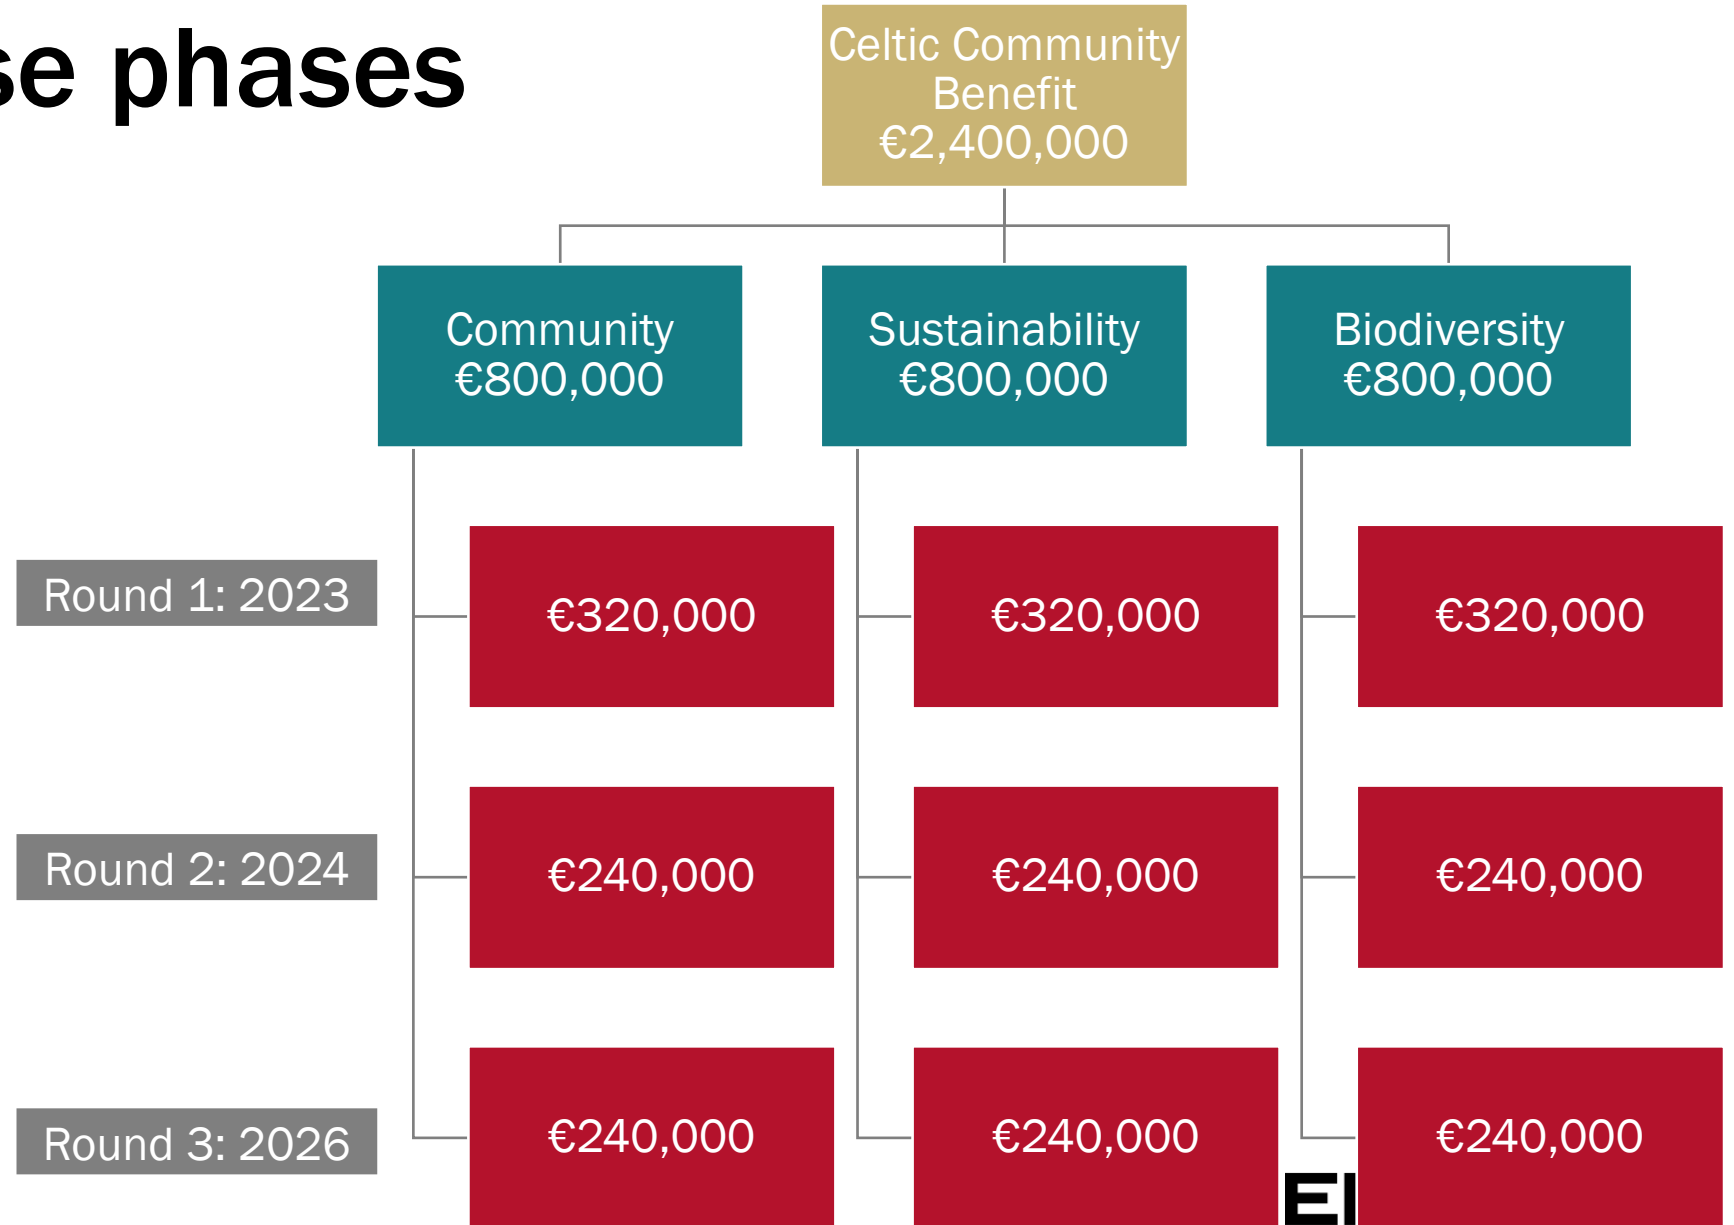 se phases
Celtic Community
Benefit
€2,400,000
Community
€800,000
Sustainability
€800,000
Biodiversity
€800,000
Round 1: 2023
€320,000
€320,000
€320,000
Round 2: 2024
€240,000
€240,000
€240,000
Round 3: 2026
€240,000
€240,000
€240,000